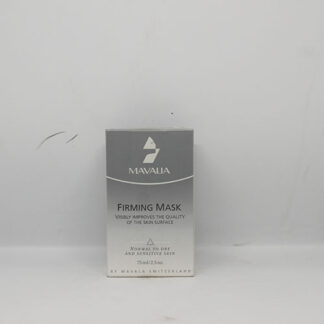 MAVALIA
FIRMING MASK
VISIBLY IMPROVES THE QUALITY
OF THE SKIN SURFACE
NORMAL TO DRY
AND SENSITIVE SKIN
75 ml / 2.5 oz.
BY MAVALA SWITZERLAND